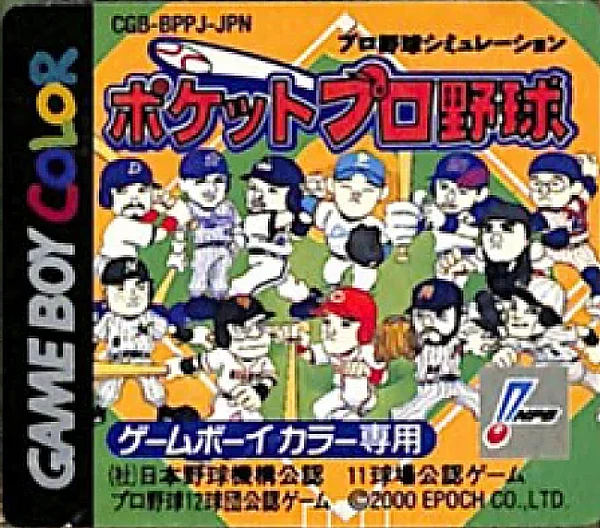 CGB-BPPJ-JPN
プロ野球シミュレーション
ポケットプロ野球
GAME BOY COLOR
NPB
ゲームボーイカラー専用
(社)日本野球機構公認 11球場公認ゲーム
プロ野球12球団公認ゲーム ©2000 EPOCH CO.,LTD.